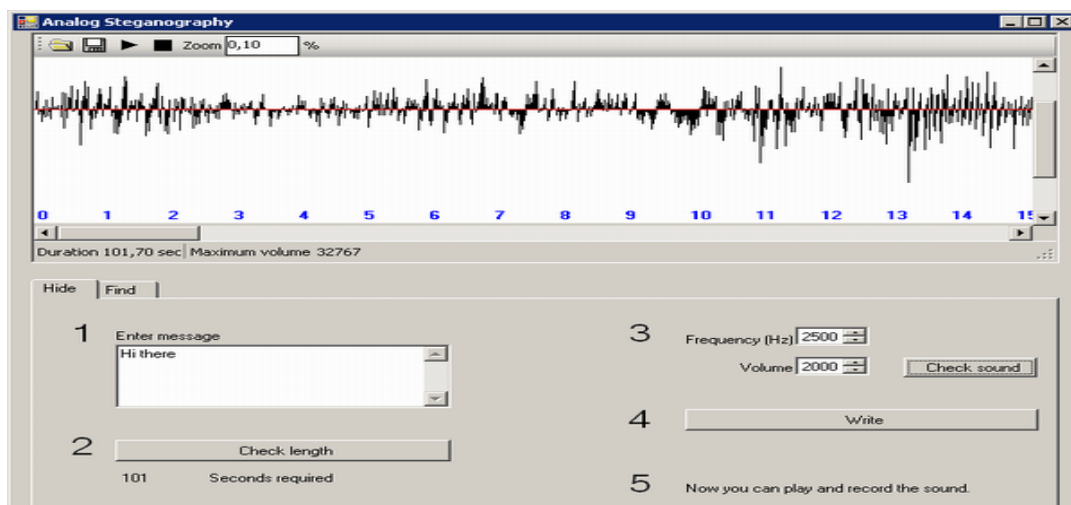 Analog Steganography
Zoom 0,10 %
0 1 2 3 4 5 6 7 8 9 10 11 12 13 14 15
Duration 101,70 sec Maximum volume 32767
Hide Find
1 Enter message
Hi there
2 Check length
101 Seconds required
3 Frequency (Hz) 2500
Volume 2000 Check sound
4 Write
5 Now you can play and record the sound.